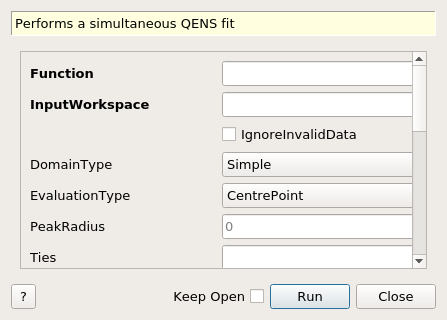 Performs a simultaneous QENS fit
Function
InputWorkspace
IgnoreInvalidData
DomainType Simple
EvaluationType CentrePoint
PeakRadius 0
Ties
? Keep Open Run Close